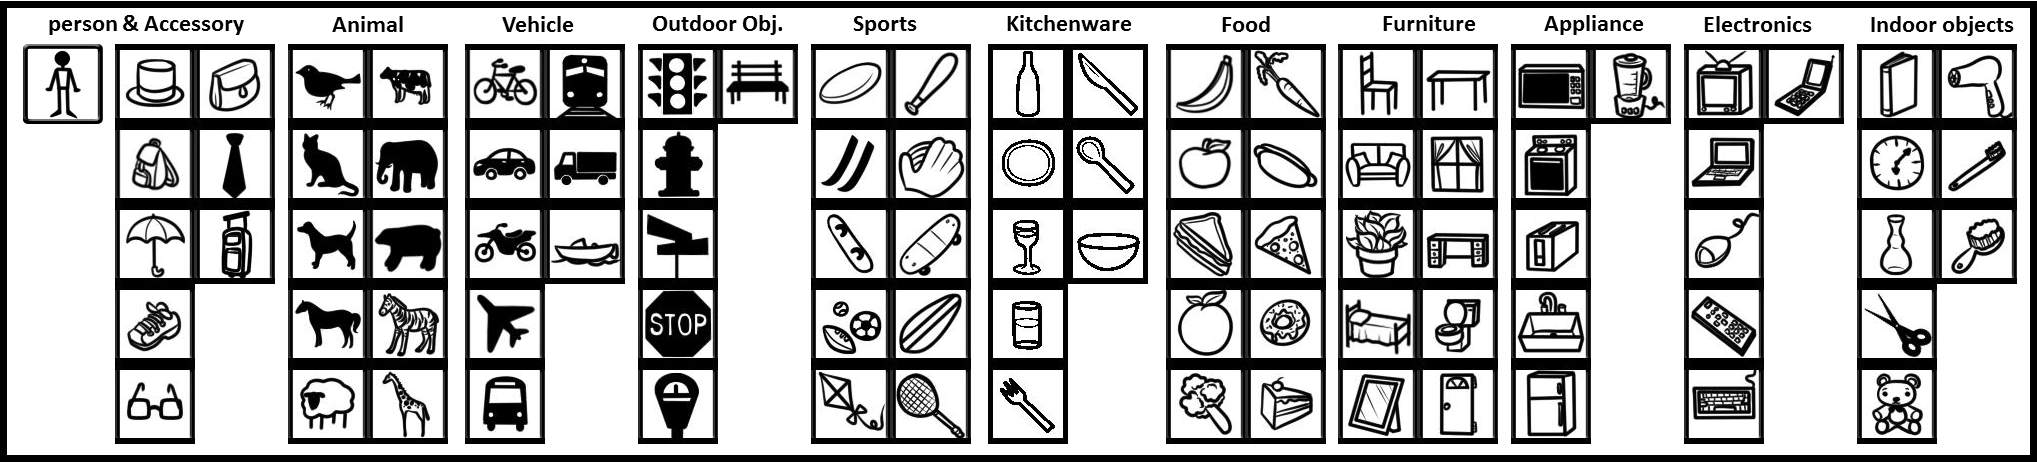 person & Accessory
Animal
Vehicle
Outdoor Obj.
Sports
Kitchenware
Food
Furniture
Appliance
Electronics
Indoor objects
STOP